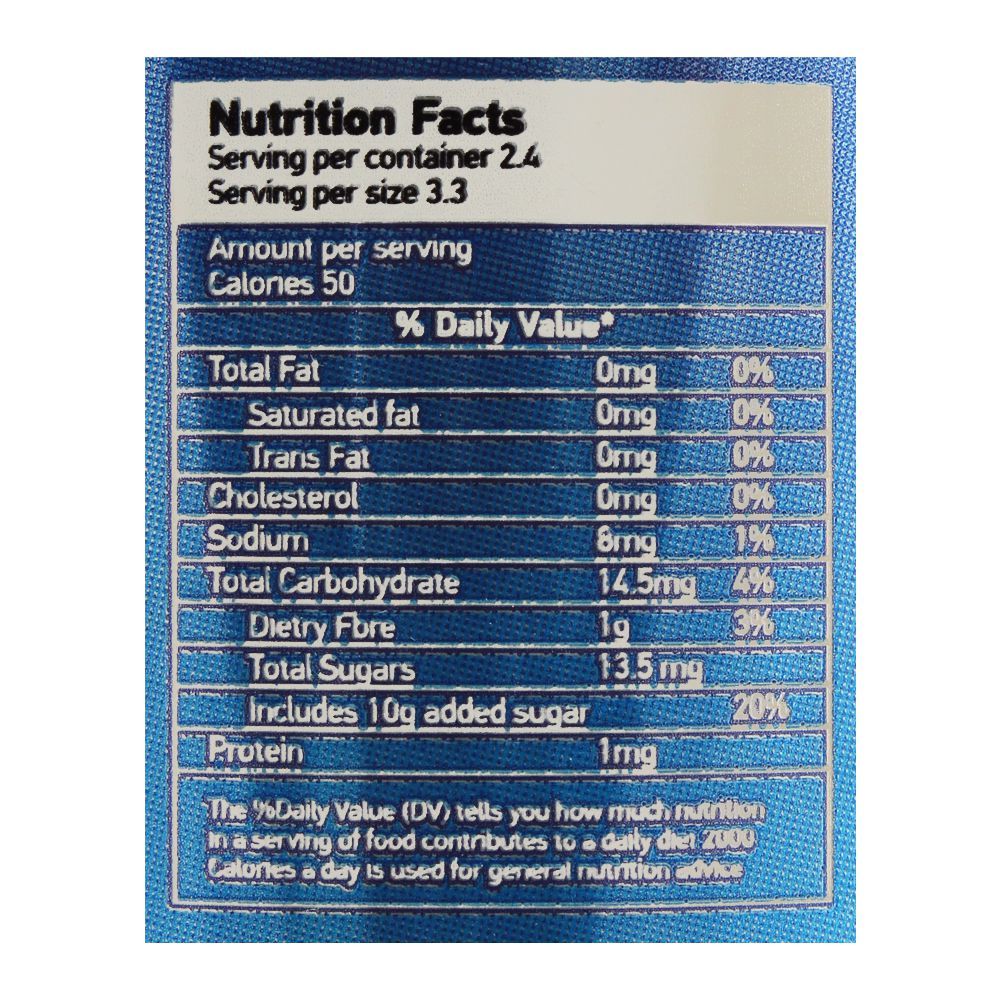 Nutrition Facts
Serving per container 2.4
Serving per size 3.3
Amount per serving
Calories 50
% Daily Value*
Total Fat 0mg 0%
Saturated fat 0mg 0%
Trans Fat 0mg 0%
Cholesterol 0mg 0%
Sodium 8mg 1%
Total Carbohydrate 14.5mg 4%
Dietry Fbre 1g 3%
Total Sugars 13.5 mg
Includes 10g added sugar 20%
Protein 1mg
The %Daily Value (DV) tells you how much nutrition
in a serving of food contributes to a daily diet 2000
Calories a day is used for general nutrition advice